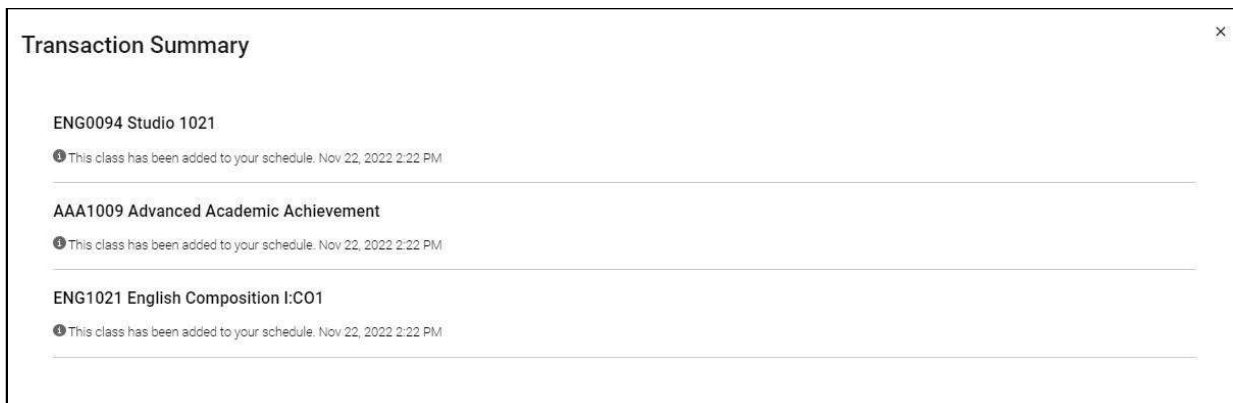 Transaction Summary
×
ENG0094 Studio 1021
This class has been added to your schedule. Nov 22, 2022 2:22 PM
AAA1009 Advanced Academic Achievement
This class has been added to your schedule. Nov 22, 2022 2:22 PM
ENG1021 English Composition I:CO1
This class has been added to your schedule. Nov 22, 2022 2:22 PM